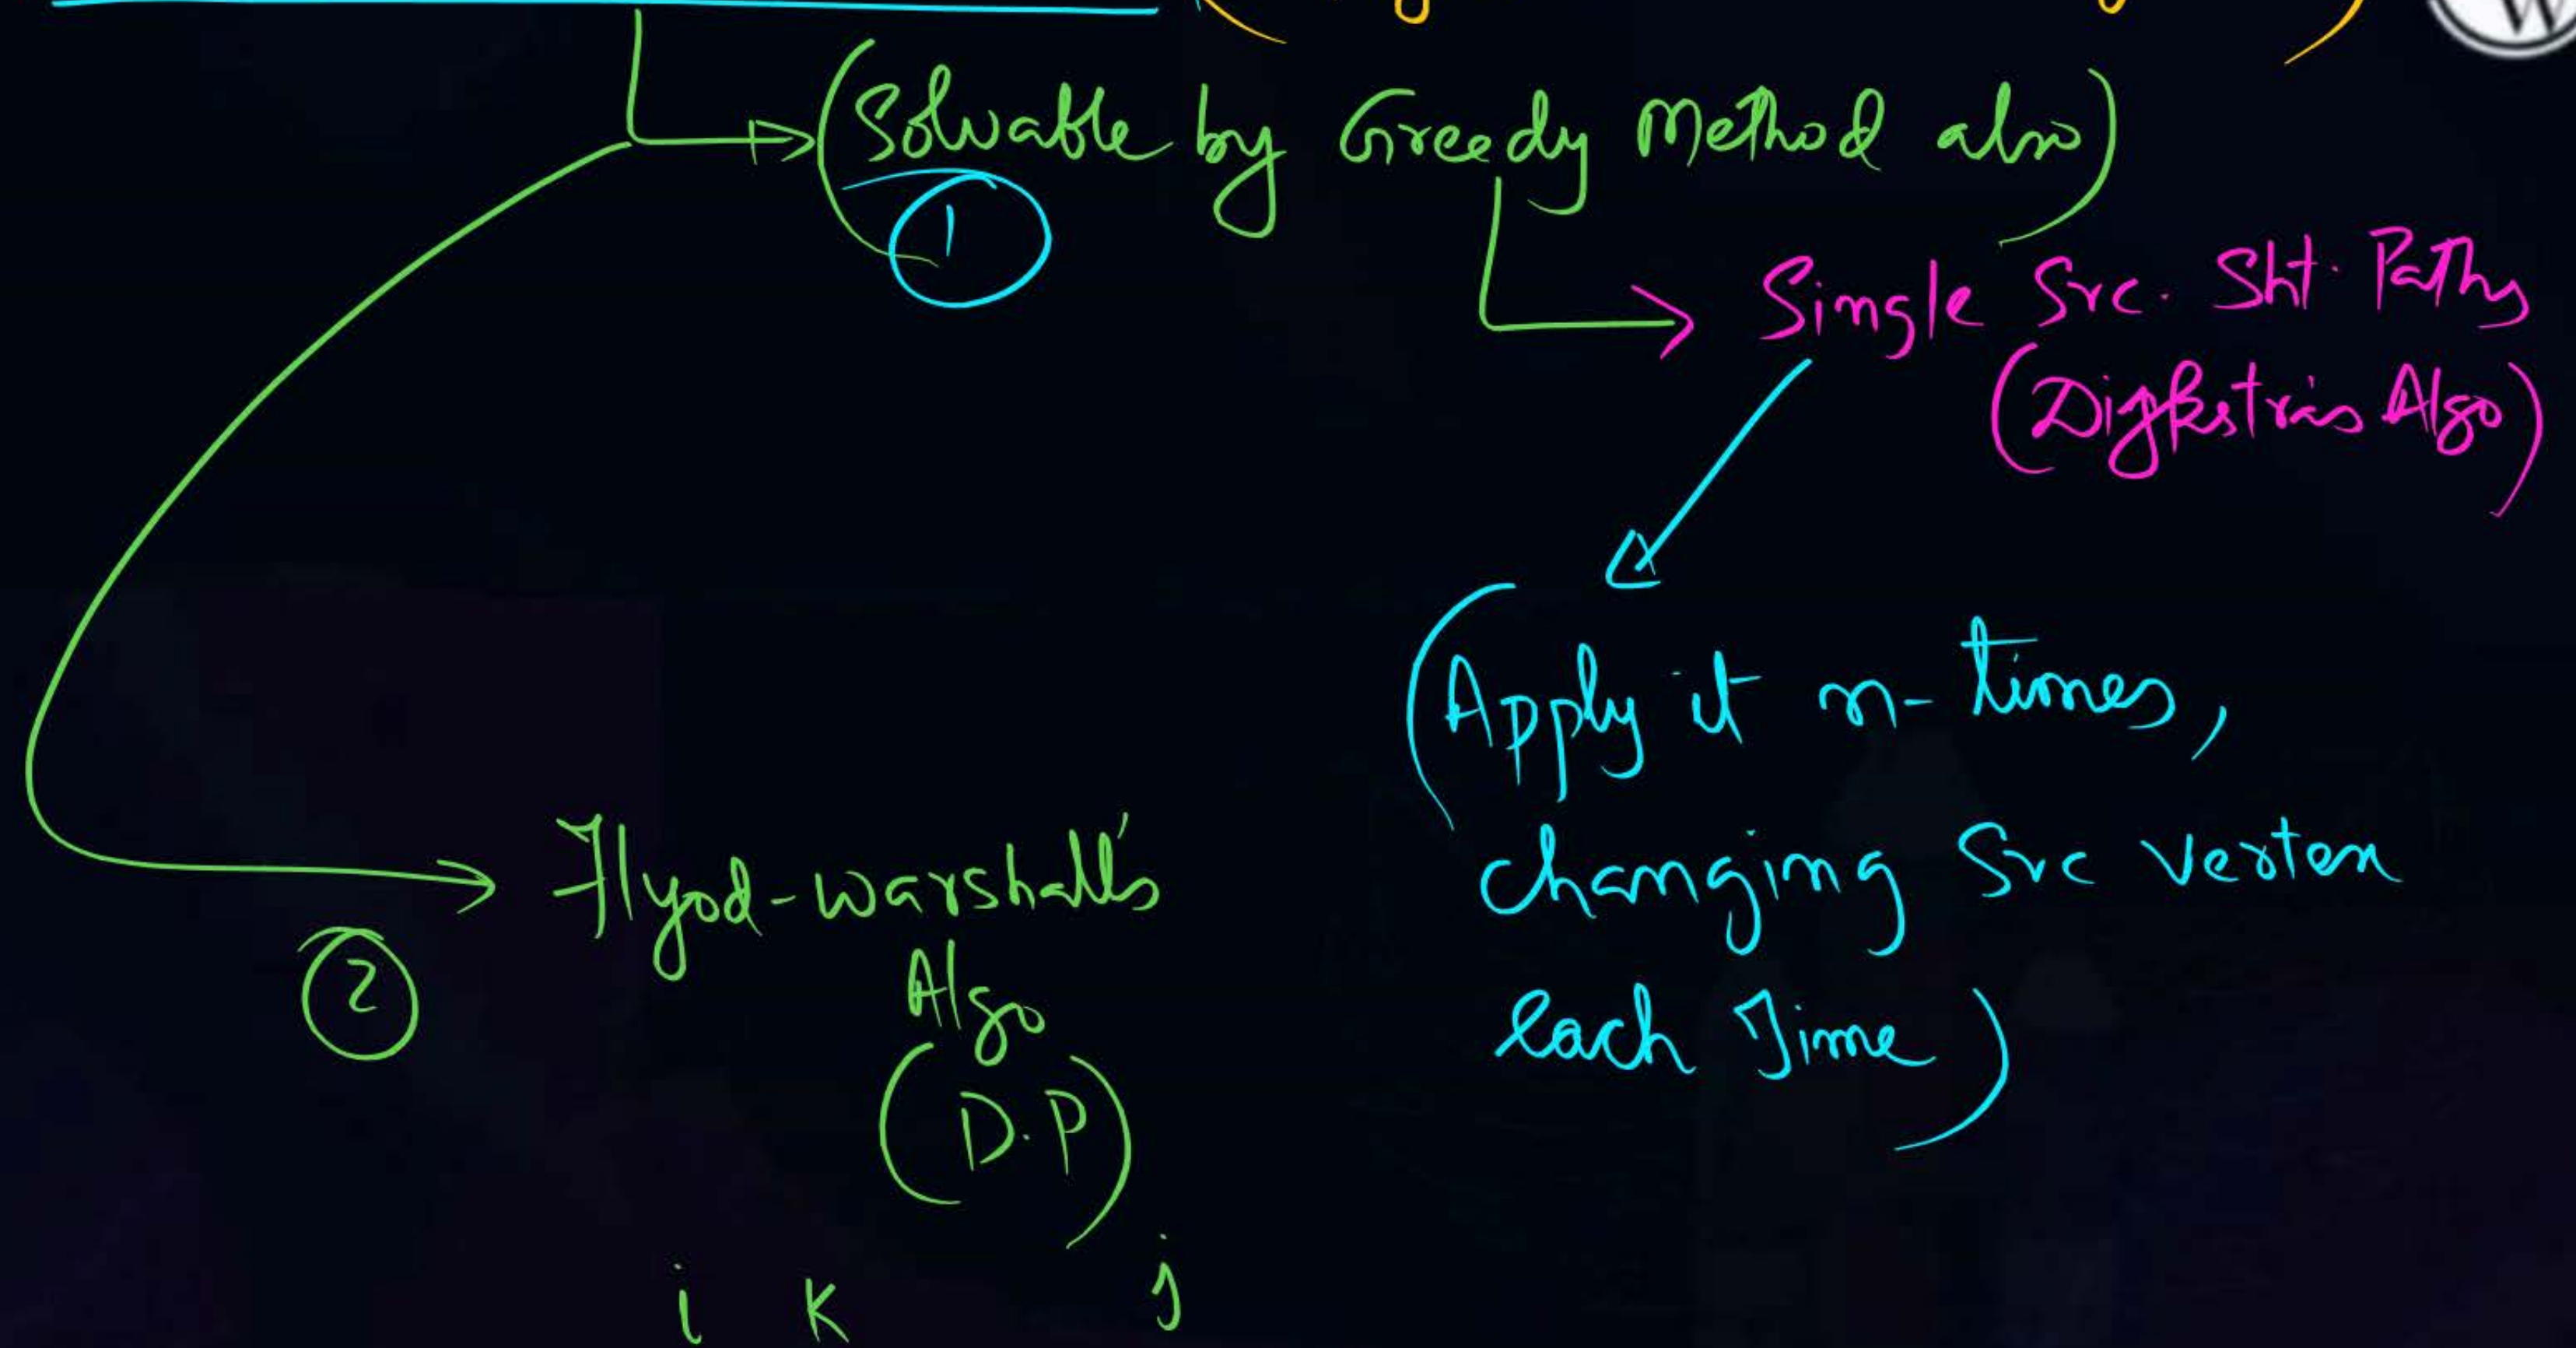 (Solvable by Greedy Method also)
1
Single Src. Sht. Paths
(Dijkstra's Algo)
(Apply it n-times,
changing Src vertex
each Time)
Flyod-warshall's
2
Algo
(D.P)
i k j